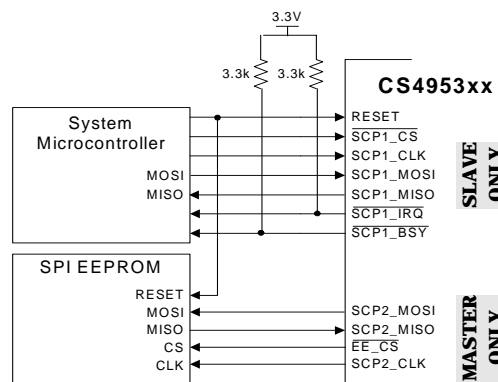 3.3V
3.3k 3.3k
CS4953xx
System
Microcontroller
MOSI
MISO
RESET
SCP1_CS
SCP1_CLK
SCP1_MOSI
SCP1_MISO
SCP1_IRQ
SCP1_BSY
SLAVE
ONLY
SPI EEPROM
RESET
MOSI
MISO
CS
CLK
SCP2_MOSI
SCP2_MISO
EE_CS
SCP2_CLK
MASTER
ONLY